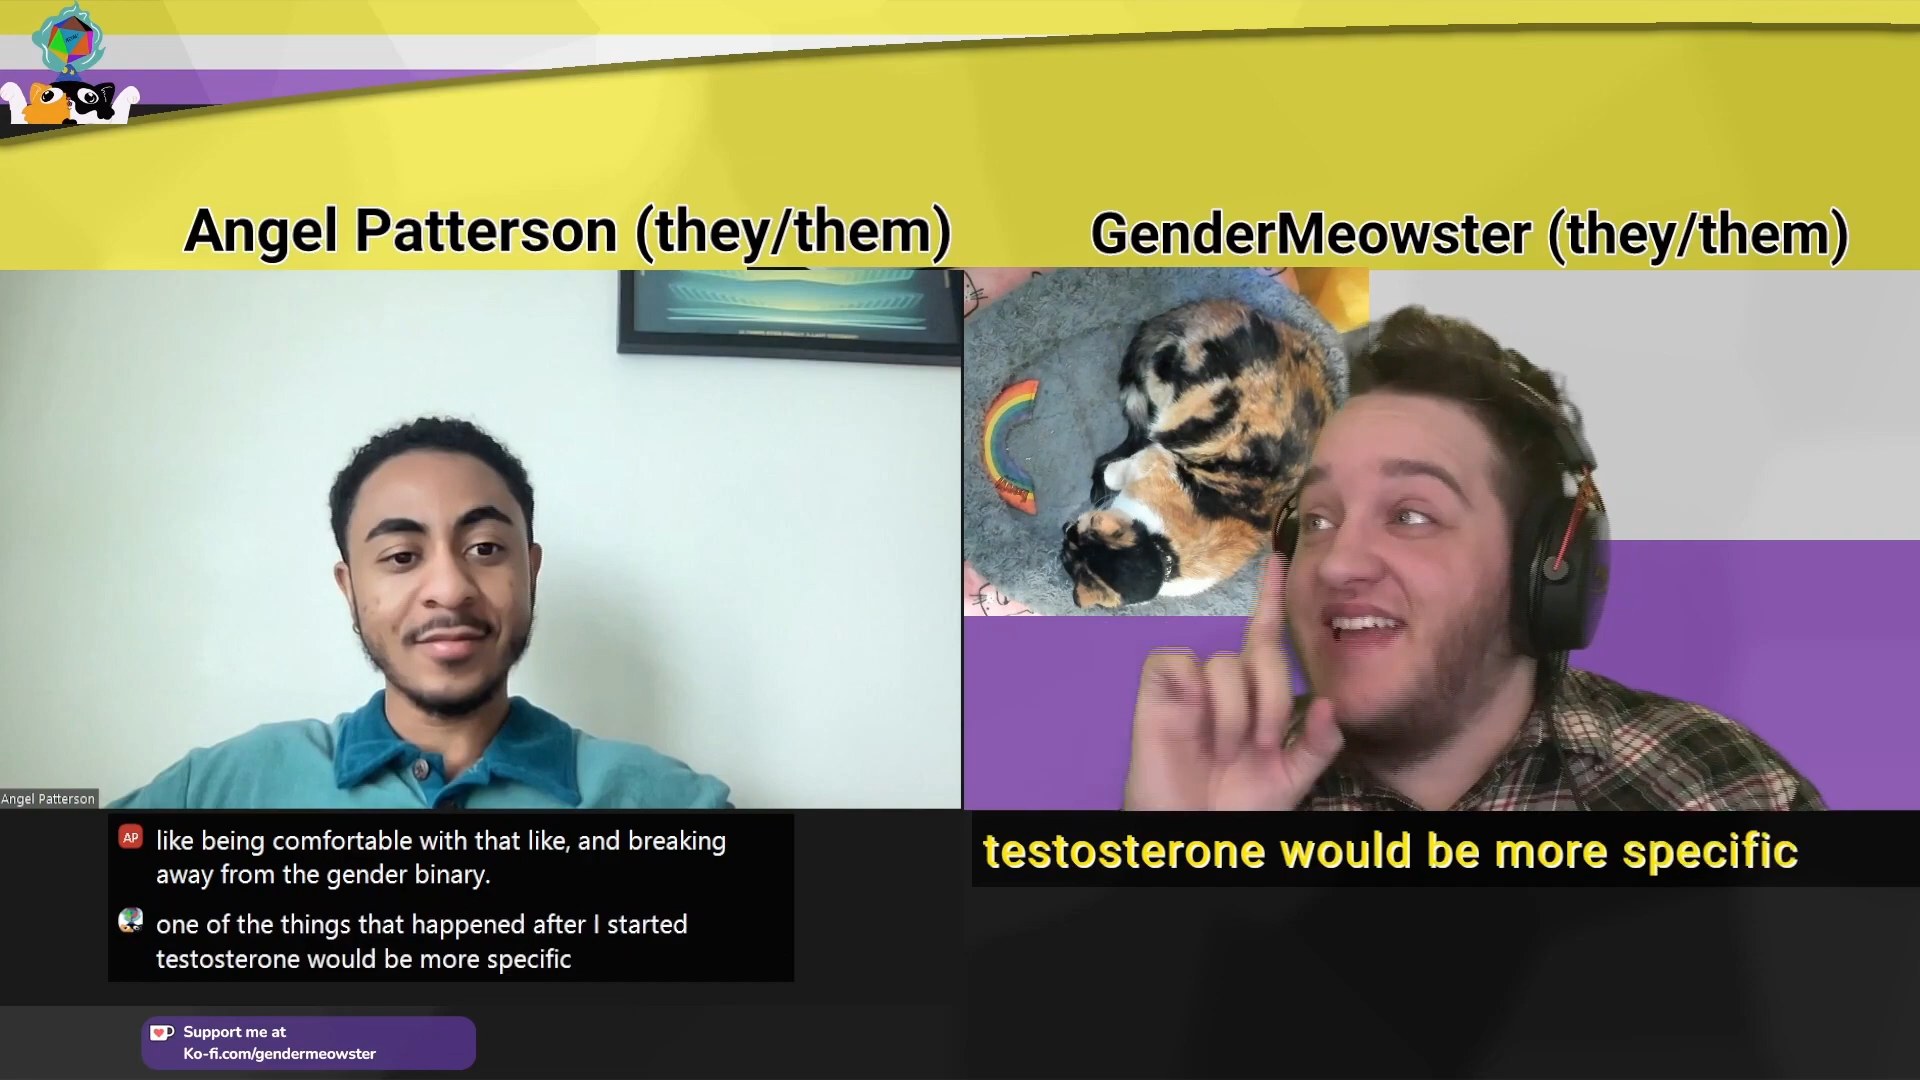 Angel Patterson (they/them)
GenderMeowster (they/them)
Angel Patterson
AP
like being comfortable with that like, and breaking
away from the gender binary.
one of the things that happened after I started
testosterone would be more specific
testosterone would be more specific
Support me at
Ko-fi.com/gendermeowster